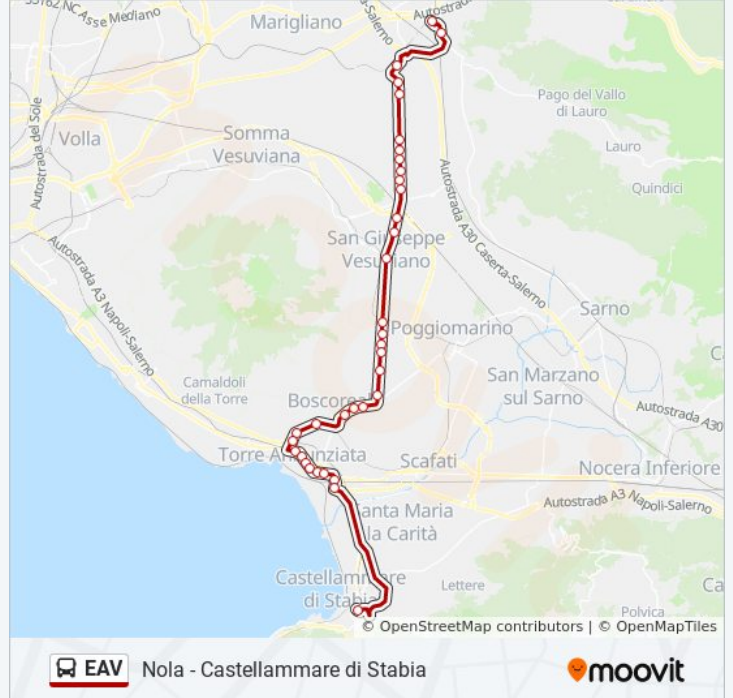 SS162 NC Asse Mediano
Marigliano
Autostrada
a-Salerno
Pago del Vallo
di Lauro
Autostrada del Sole
Volla
Somma
Vesuviana
Lauro
Quindici
Autostrada A30 Caserta-Salerno
San Giuseppe
Vesuviano
Autostrada A3 Napoli-Salerno
Poggiomarino
Sarno
Camaldoli
della Torre
Boscoreale
San Marzano
sul Sarno
Autostrada A30
Torre Annunziata
Scafati
Nocera Inferiore
Autostrada A3 Napoli-Salerno
Santa Maria
la Carità
Castellammare
di Stabia
Lettere
Ca
Polvica
© OpenStreetMap contributors | © OpenMapTiles
EAV Nola - Castellammare di Stabia
moovit